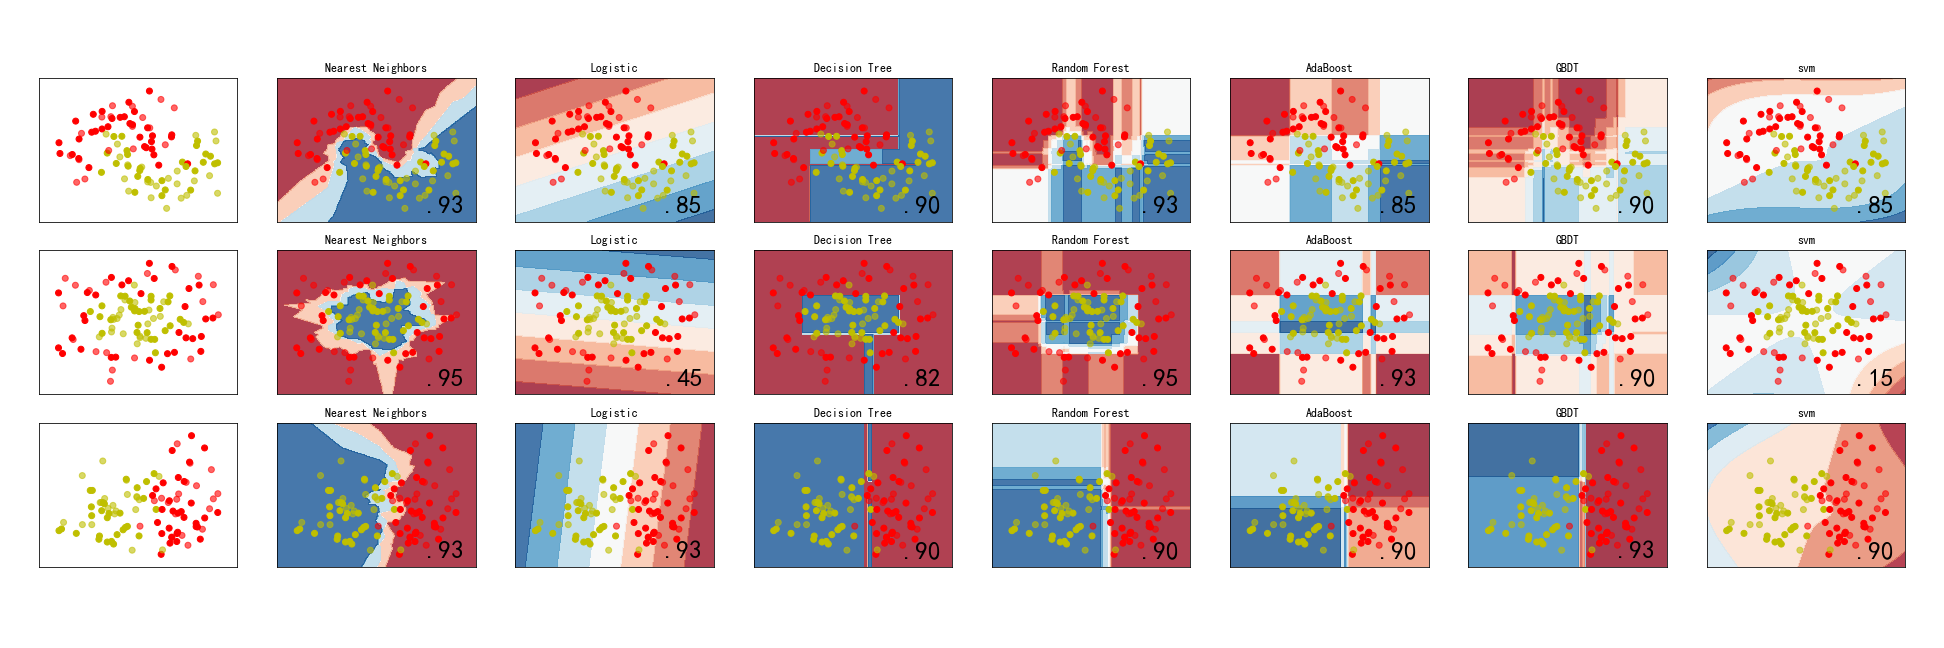 Nearest Neighbors Logistic Decision Tree Random Forest AdaBoost GBDT svm
.93 .85 .90 .93 .85 .90 .85
Nearest Neighbors Logistic Decision Tree Random Forest AdaBoost GBDT svm
.95 .45 .82 .95 .93 .90 .15
Nearest Neighbors Logistic Decision Tree Random Forest AdaBoost GBDT svm
.93 .93 .90 .90 .90 .93 .90